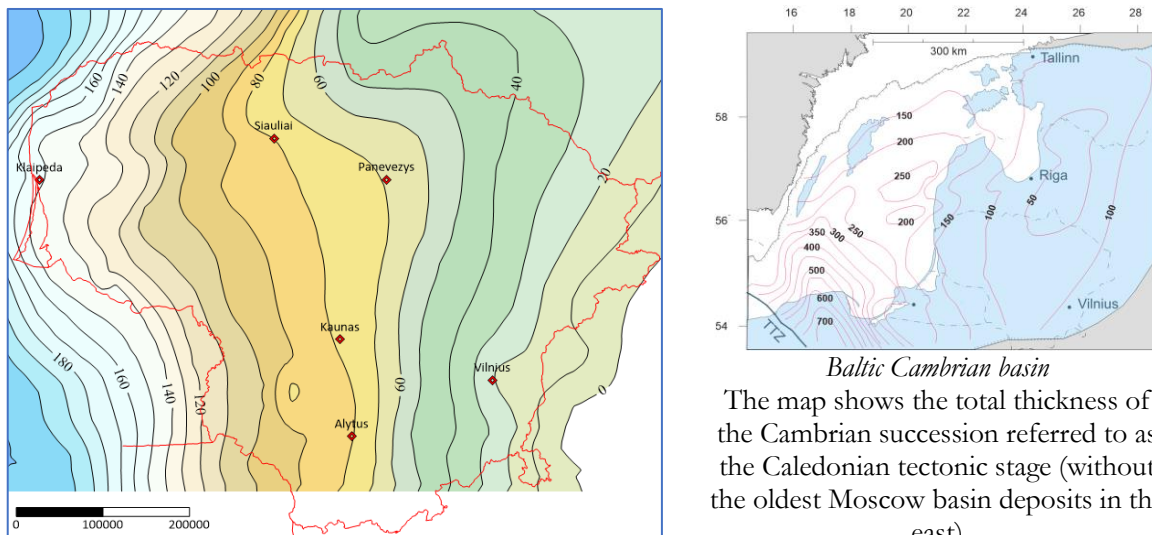 160
140
120
100
80
60
40
20
0
Siauliai
Klaipeda
Panevezys
Kaunas
Vilnius
Alytus
180
160
140
120
60
0 100000 200000
16 20 24 28
300 km
Tallinn
58
150
200
250
Riga
200
50
56
150
100
100
350
300
250
400
500
600
700
Vilnius
54
TTZ
Baltic Cambrian basin
The map shows the total thickness of
the Cambrian succession referred to as
the Caledonian tectonic stage (without
the oldest Moscow basin deposits in the
east)